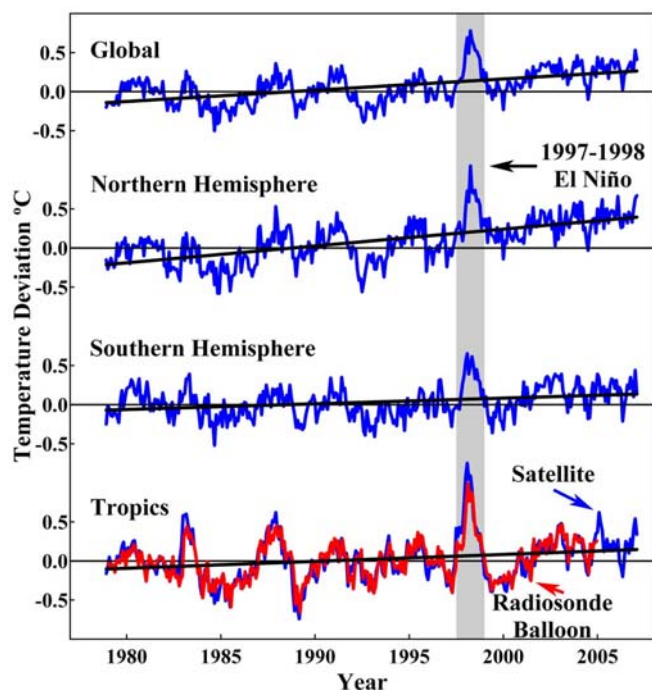 Temperature Deviation ºC
Global
0.5
0.0
-0.5
1997-1998
El Niño
Northern Hemisphere
0.5
0.0
-0.5
Southern Hemisphere
0.5
0.0
-0.5
Satellite
Tropics
0.5
0.0
-0.5
Radiosonde
Balloon
1980 1985 1990 1995 2000 2005
Year